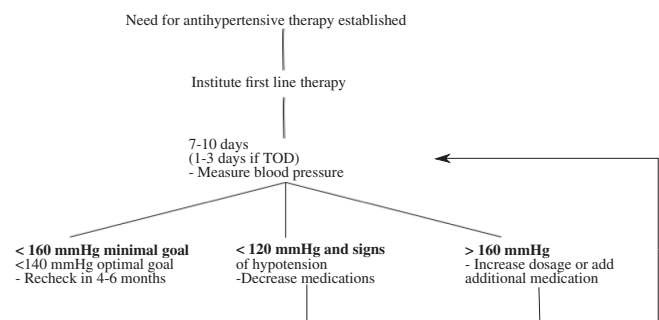 Need for antihypertensive therapy established
Institute first line therapy
7-10 days
(1-3 days if TOD)
- Measure blood pressure
< 160 mmHg minimal goal
<140 mmHg optimal goal
- Recheck in 4-6 months
< 120 mmHg and signs
of hypotension
-Decrease medications
> 160 mmHg
- Increase dosage or add
additional medication